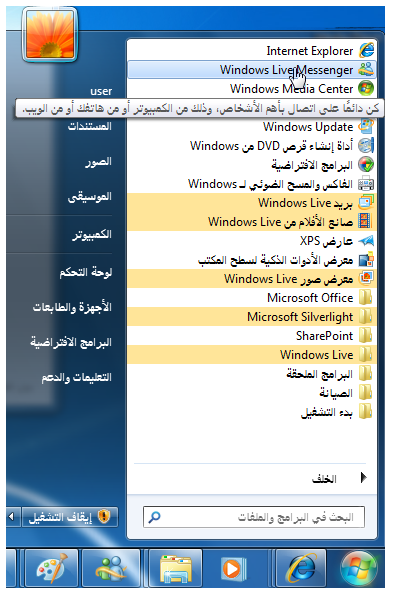 Internet Explorer
Windows Live Messenger
Windows Media Center
كن دائمًا على اتصال بأهم الأشخاص، وذلك من الكمبيوتر أو من هاتفك أو من الويب.
Windows Update
أداة إنشاء قرص DVD من Windows
البرامج الافتراضية
الفاكس والمسح الضوئي لـ Windows
بريد Windows Live
صانع الأفلام من Windows Live
عارض XPS
معرض الأدوات الذكية لسطح المكتب
معرض صور Windows Live
Microsoft Office
Microsoft Silverlight
SharePoint
Windows Live
البرامج الملحقة
الصيانة
بدء التشغيل
الخلف
البحث في البرامج والملفات
user
المستندات
الصور
الموسيقى
الكمبيوتر
لوحة التحكم
الأجهزة والطابعات
البرامج الافتراضية
التعليمات والدعم
إيقاف التشغيل